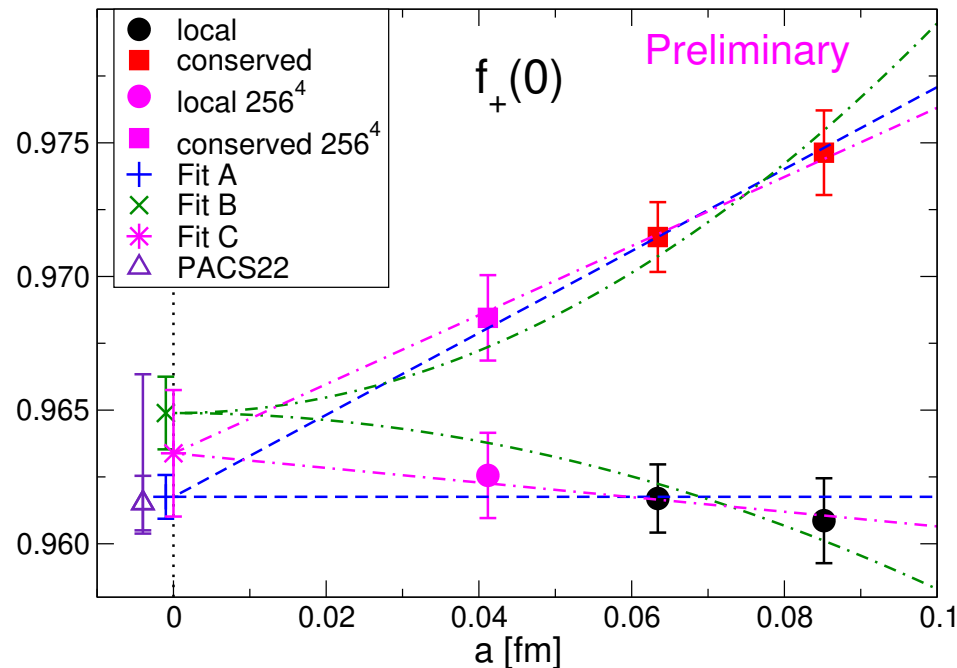 local
conserved
local 256^4
conserved 256^4
Fit A
Fit B
Fit C
PACS22
f_+(0)
Preliminary
0.975
0.970
0.965
0.960
0 0.02 0.04 0.06 0.08 0.1
a [fm]